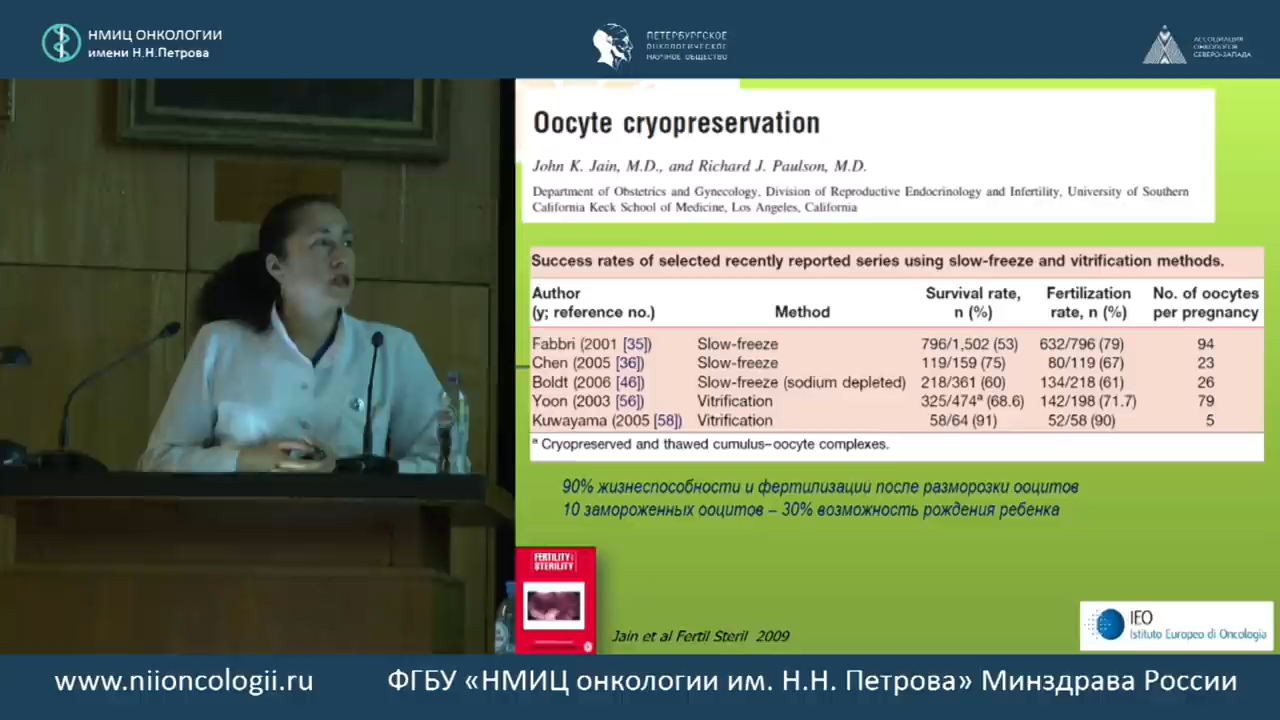 НМИЦ ОНКОЛОГИИ
имени Н.Н.Петрова
ПЕТЕРБУРГСКОЕ
ОНКОЛОГИЧЕСКОЕ
НАУЧНОЕ ОБЩЕСТВО
АССОЦИАЦИЯ
ОНКОЛОГОВ
СЕВЕРО-ЗАПАДА
Oocyte cryopreservation
John K. Jain, M.D., and Richard J. Paulson, M.D.
Department of Obstetrics and Gynecology, Division of Reproductive Endocrinology and Infertility, University of Southern
California Keck School of Medicine, Los Angeles, California
Success rates of selected recently reported series using slow-freeze and vitrification methods.
Author (y; reference no.) Method Survival rate, n (%) Fertilization rate, n (%) No. of oocytes per pregnancy
Fabbri (2001 [35]) Slow-freeze 796/1,502 (53) 632/796 (79) 94
Chen (2005 [36]) Slow-freeze 119/159 (75) 80/119 (67) 23
Boldt (2006 [46]) Slow-freeze (sodium depleted) 218/361 (60) 134/218 (61) 26
Yoon (2003 [56]) Vitrification 325/474ᵃ (68.6) 142/198 (71.7) 79
Kuwayama (2005 [58]) Vitrification 58/64 (91) 52/58 (90) 5
ᵃ Cryopreserved and thawed cumulus–oocyte complexes.
90% жизнеспособности и фертилизации после разморозки ооцитов
10 замороженных ооцитов – 30% возможность рождения ребенка
FERTILITY
STERILITY
Jain et al Fertil Steril 2009
IEO
Istituto Europeo di Oncologia
www.niioncologii.ru
ФГБУ «НМИЦ онкологии им. Н.Н. Петрова» Минздрава России